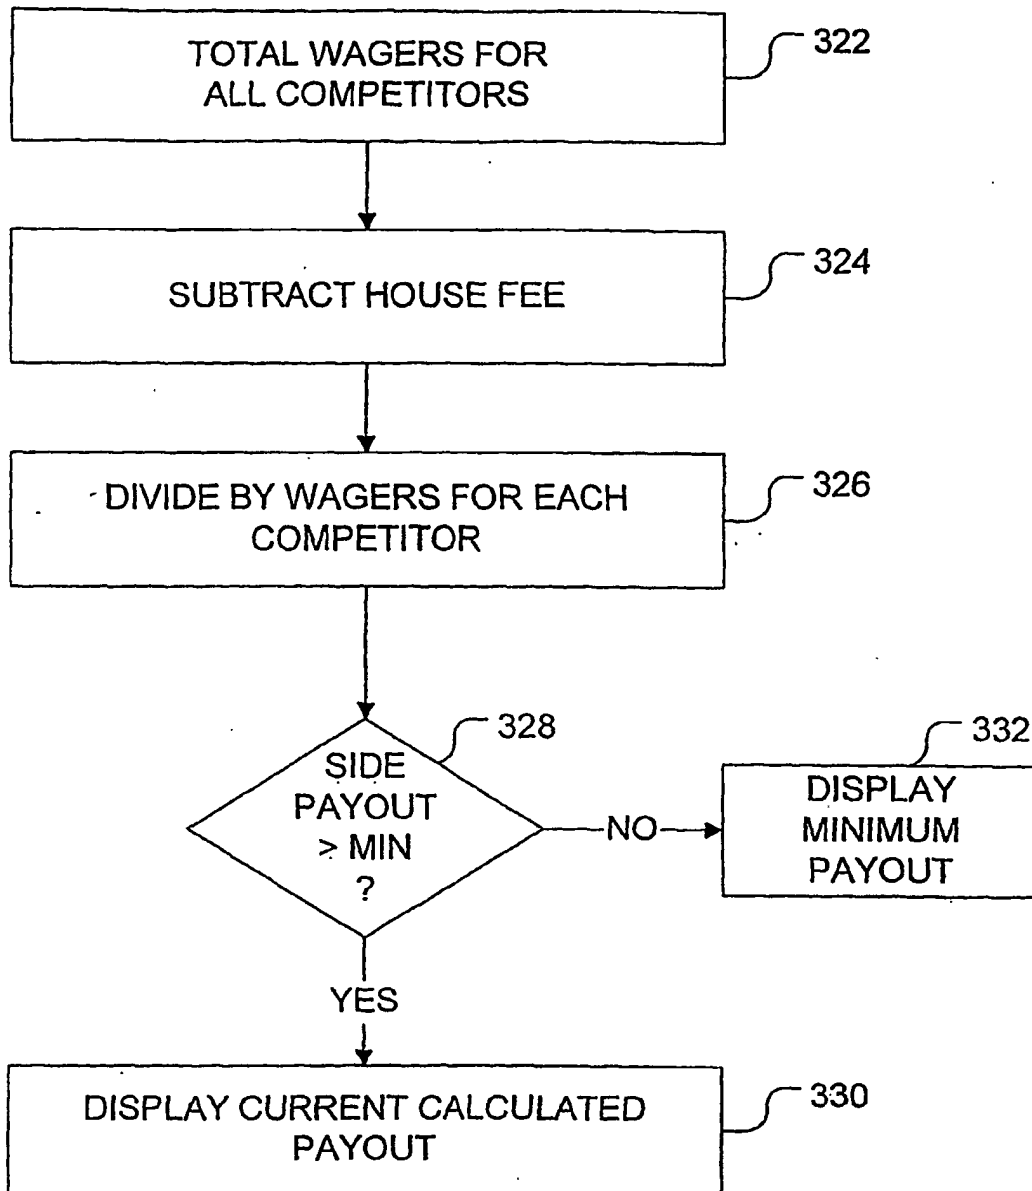 TOTAL WAGERS FOR
ALL COMPETITORS
322
SUBTRACT HOUSE FEE
324
DIVIDE BY WAGERS FOR EACH
COMPETITOR
326
SIDE
PAYOUT
> MIN
?
328
NO
DISPLAY
MINIMUM
PAYOUT
332
YES
DISPLAY CURRENT CALCULATED
PAYOUT
330